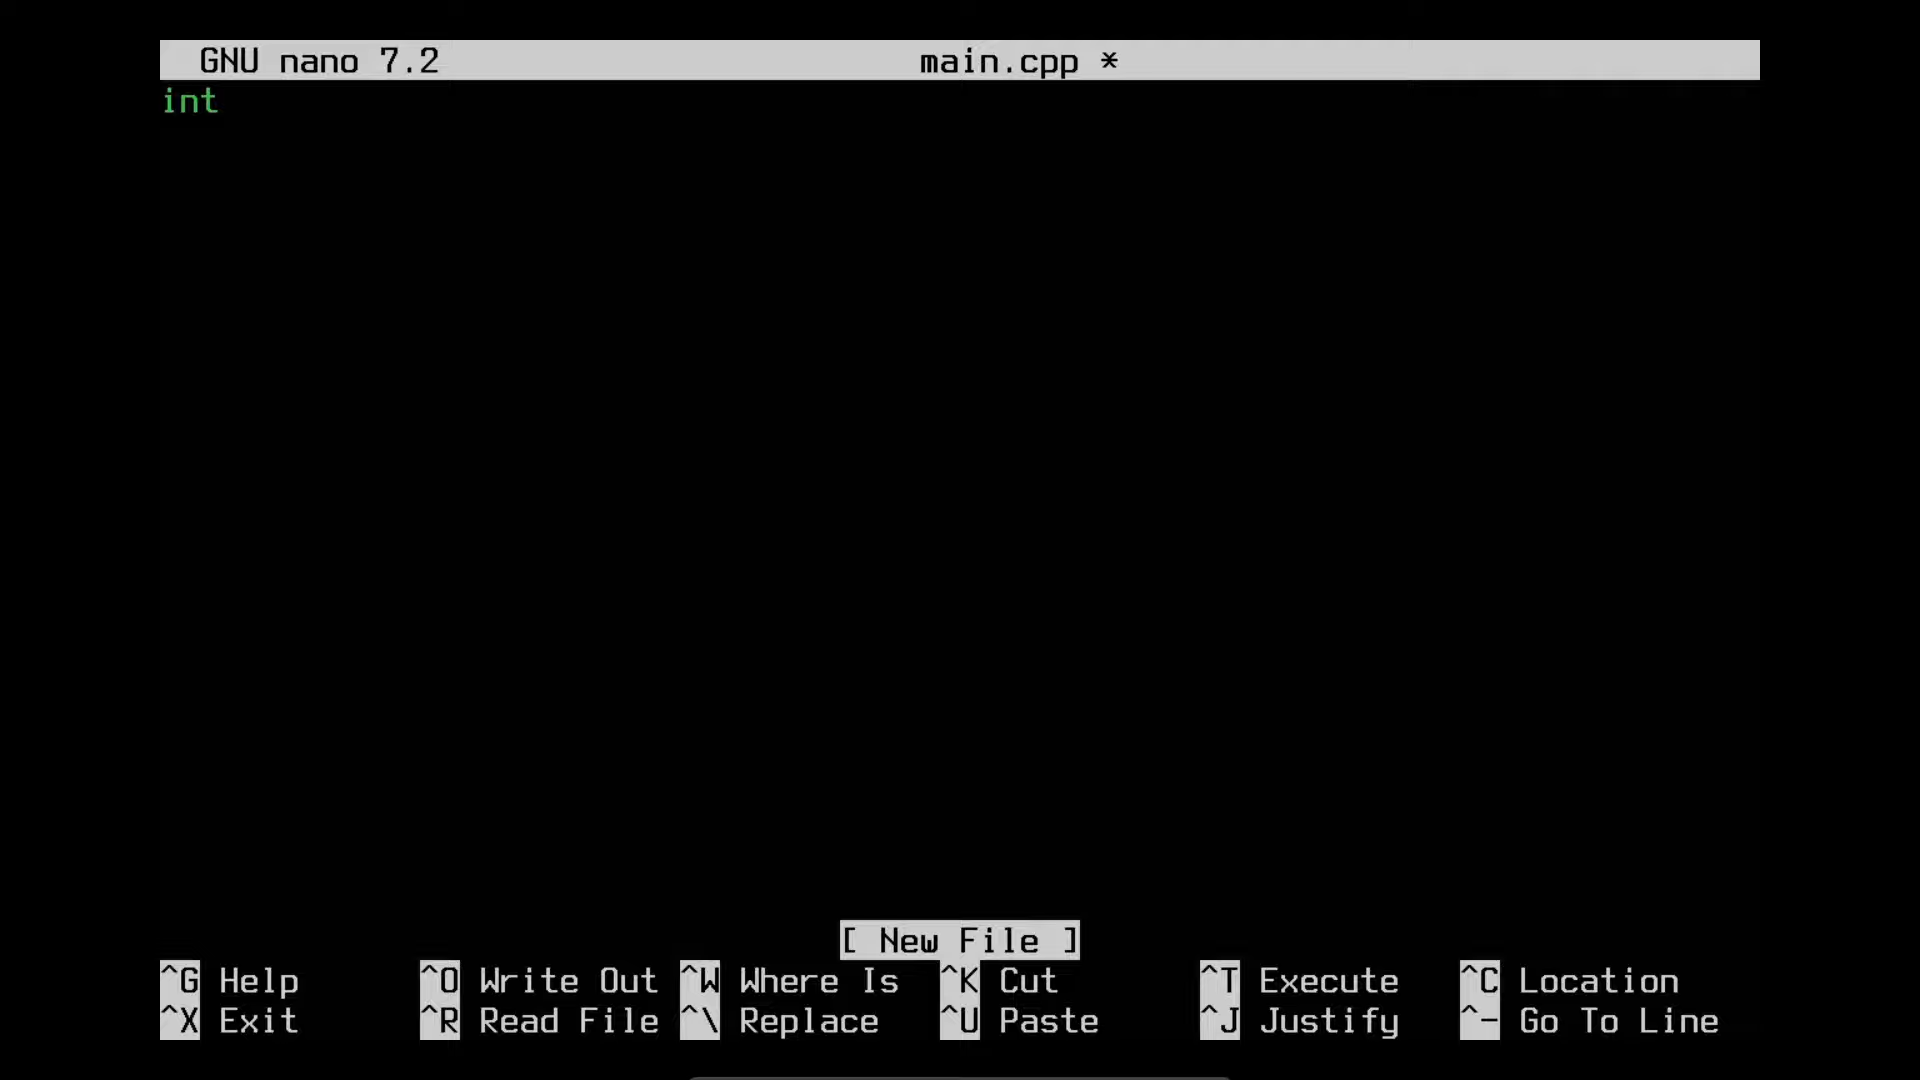 GNU nano 7.2 main.cpp *
int
[ New File ]
^G Help ^O Write Out ^W Where Is ^K Cut ^T Execute ^C Location
^X Exit ^R Read File ^\ Replace ^U Paste ^J Justify ^- Go To Line